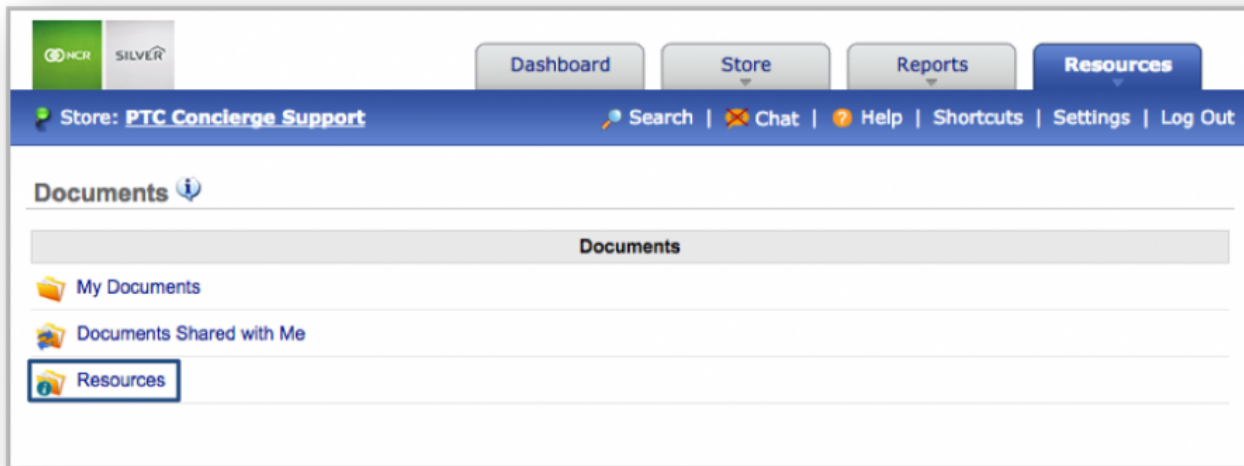 NCR SILVER
Dashboard Store Reports Resources
Store: PTC Concierge Support Search | Chat | Help | Shortcuts | Settings | Log Out
Documents
Documents
My Documents
Documents Shared with Me
Resources